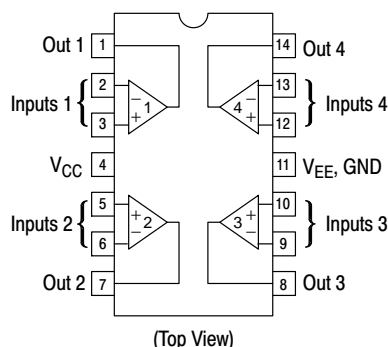 Out 1 1 14 Out 4
2 13
Inputs 1 { − 1 4 − } Inputs 4
3 + + 12
VCC 4 11 VEE, GND
5 + + 10
Inputs 2 { 2 3 } Inputs 3
6 − − 9
Out 2 7 8 Out 3
(Top View)